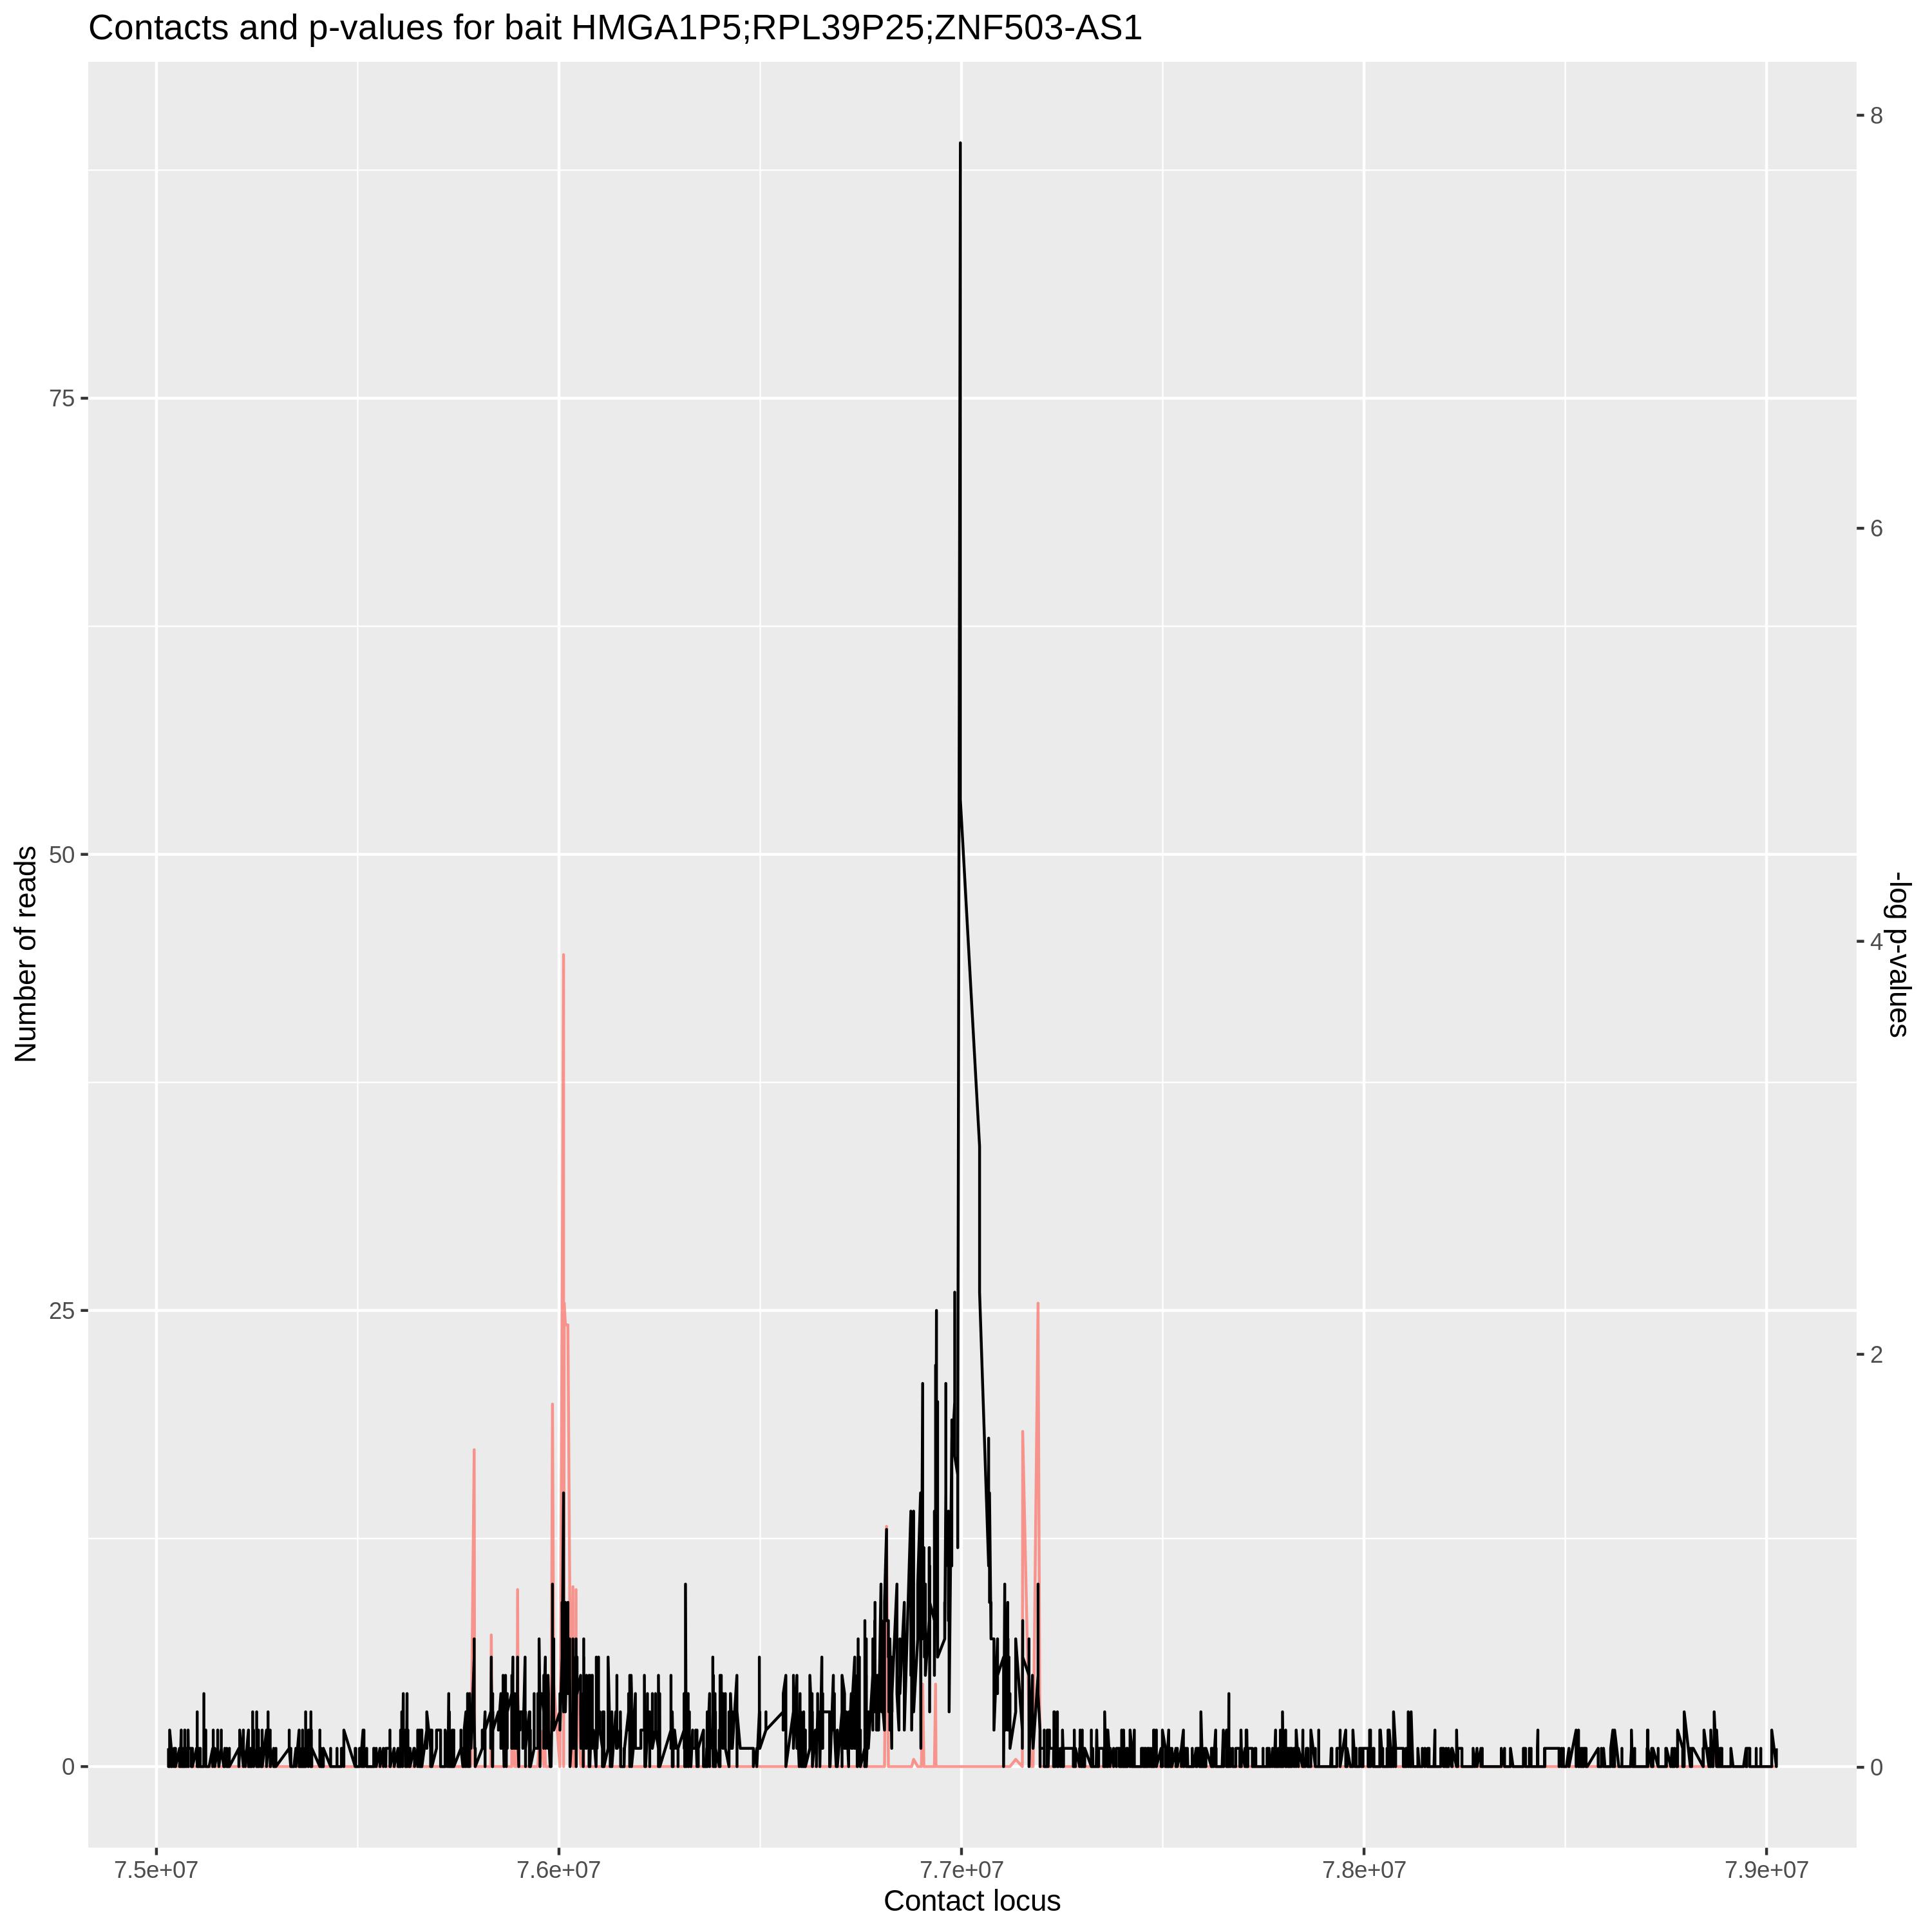 Contacts and p-values for bait HMGA1P5;RPL39P25;ZNF503-AS1
Number of reads
75
50
25
0
8
6
4
2
0
-log p-values
7.5e+07
7.6e+07
7.7e+07
7.8e+07
7.9e+07
Contact locus